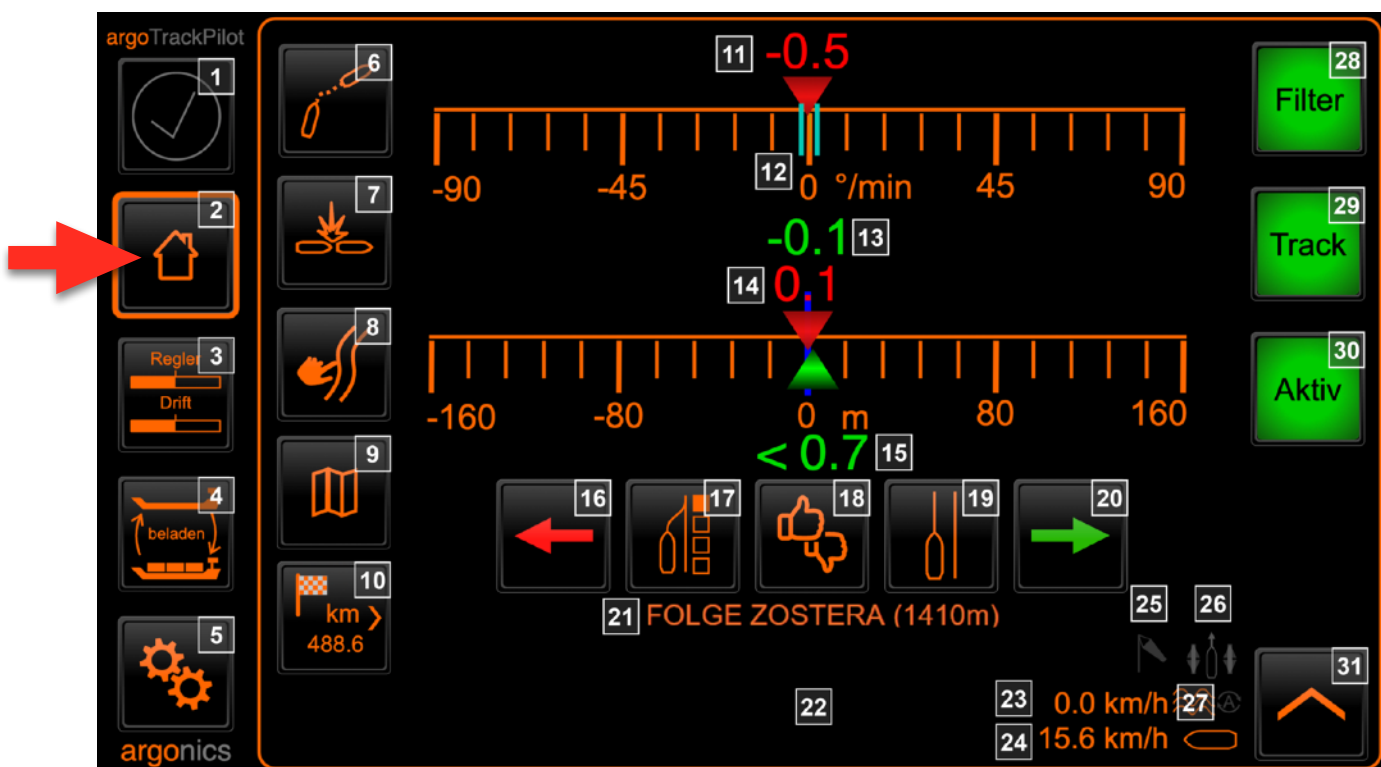 argoTrackPilot
1
2
Regler 3
Drift
4
beladen
5
argonics
6
7
8
9
10
km
488.6
11 -0.5
-90 -45 12 0 °/min 45 90
-0.1 13
14 0.1
-160 -80 0 m 80 160
< 0.7 15
16 17 18 19 20
21 FOLGE ZOSTERA (1410m)
22
25 26
23 0.0 km/h 27 A
24 15.6 km/h
28
Filter
29
Track
30
Aktiv
31